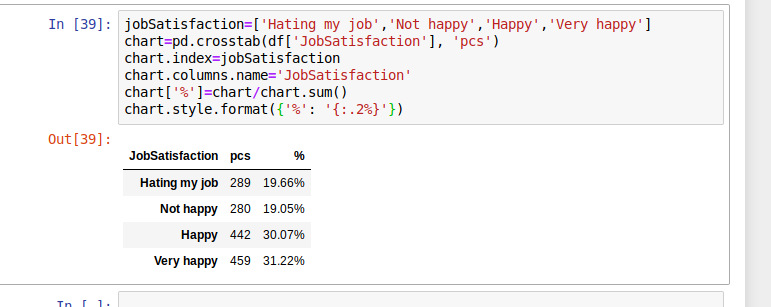 In [39]: jobSatisfaction=['Hating my job','Not happy','Happy','Very happy']
chart=pd.crosstab(df['JobSatisfaction'], 'pcs')
chart.index=jobSatisfaction
chart.columns.name='JobSatisfaction'
chart['%']=chart/chart.sum()
chart.style.format({'%': '{:.2%}'})
Out[39]:
JobSatisfaction pcs %
Hating my job 289 19.66%
Not happy 280 19.05%
Happy 442 30.07%
Very happy 459 31.22%
In [ ]: